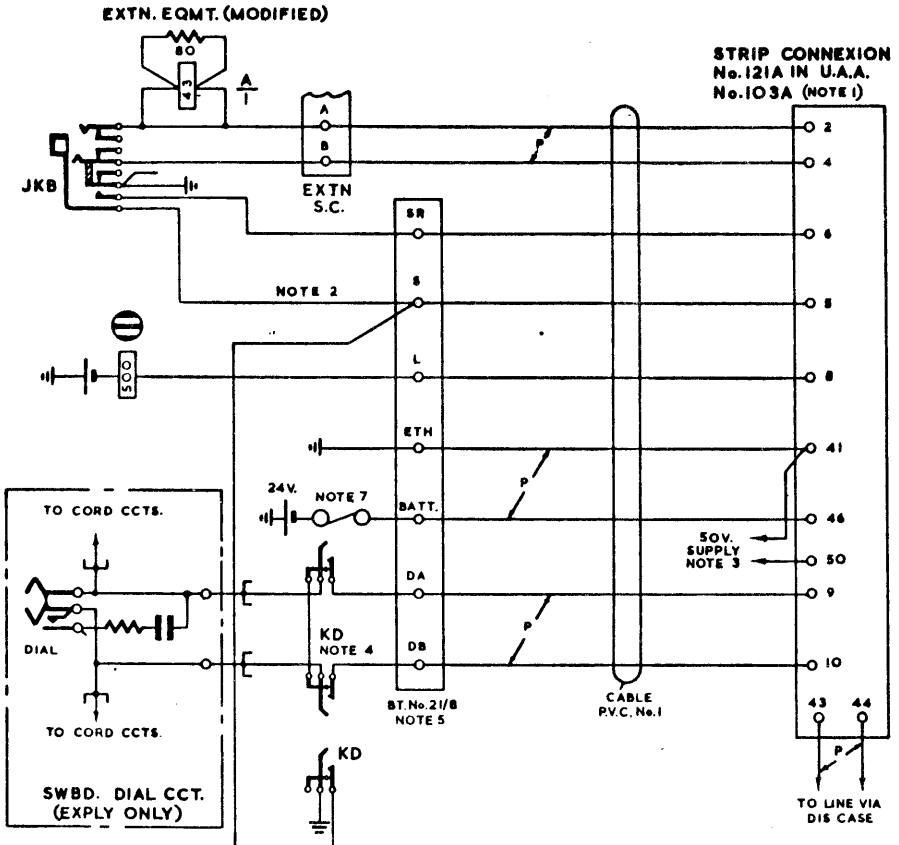 EXTN. EQMT. (MODIFIED)
80
43
A
1
STRIP CONNEXION
No.121A IN U.A.A.
No.103A (NOTE 1)
A
B
P
2
4
JKB
EXTN
S.C.
SR
6
NOTE 2
S
5
500
L
8
ETH
41
24V.
NOTE 7
BATT.
P
46
50V.
SUPPLY
NOTE 3
50
TO CORD CCTS.
DA
9
DIAL
KD
NOTE 4
DB
P
10
TO CORD CCTS.
BT. No. 21/8
NOTE 5
CABLE
P.V.C, No.1
43
44
P
KD
SWBD. DIAL CCT.
(EXPLY ONLY)
TO LINE VIA
DIS CASE